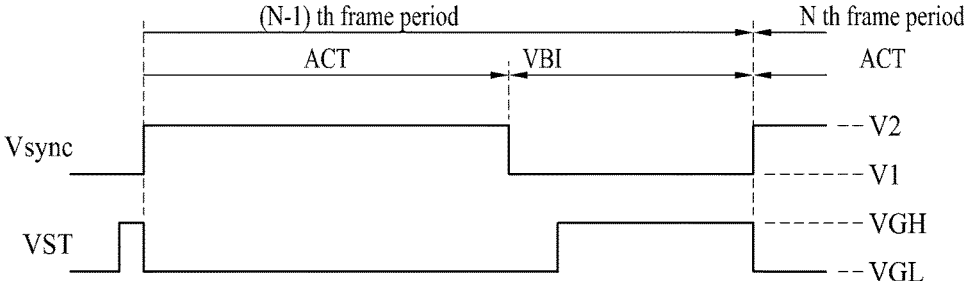 (N-1) th frame period N th frame period
ACT VBI ACT
Vsync V2
V1
VST VGH
VGL